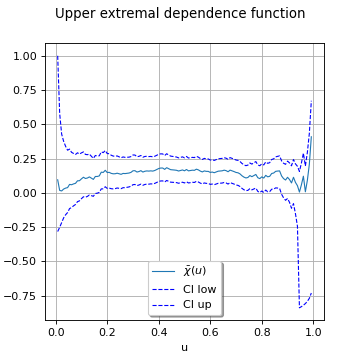 Upper extremal dependence function
1.00
0.75
0.50
0.25
0.00
−0.25
−0.50
−0.75
χ̄(u)
CI low
CI up
0.0 0.2 0.4 0.6 0.8 1.0
u